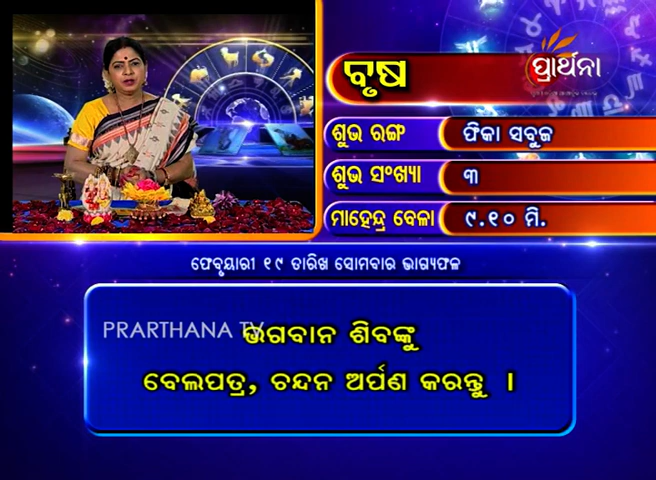 ବୃଷ
ପ୍ରାର୍ଥନା
ଶୁଭ ରଙ୍ଗ
ଫିକା ସବୁଜ
ଶୁଭ ସଂଖ୍ୟା
୩
ମାହେନ୍ଦ୍ର ବେଳା
୯.୧୦ ମି.
ଫେବୃୟାରୀ ୧୯ ତାରିଖ ସୋମବାର ଭାଗ୍ୟଫଳ
PRARTHANA TV
ଭଗବାନ ଶିବଙ୍କୁ
ବେଲପତ୍ର, ଚନ୍ଦନ ଅର୍ପଣ କରନ୍ତୁ ।